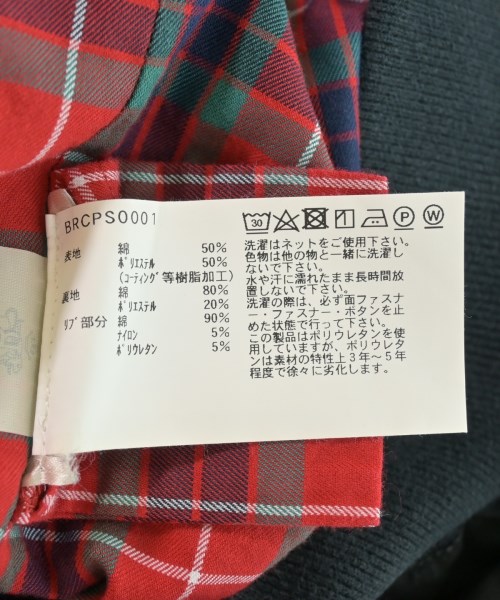 BRCPS0001
表地 綿 50%
ポリエステル 50%
(コーティング等樹脂加工)
裏地 綿 80%
ポリエステル 20%
リブ部分 綿 90%
ナイロン 5%
ポリウレタン 5%
30 P W
洗濯はネットをご使用下さい。
色物は他の物と一緒に洗濯し
ないで下さい。
水や汗に濡れたまま長時間放
置しないで下さい。
洗濯の際は、必ず面ファスナ
ー・ファスナー・ボタンを止
めた状態で行って下さい。
この製品はポリウレタンを使
用していますが、ポリウレタ
ンは素材の特性上3年～5年
程度で徐々に劣化します。